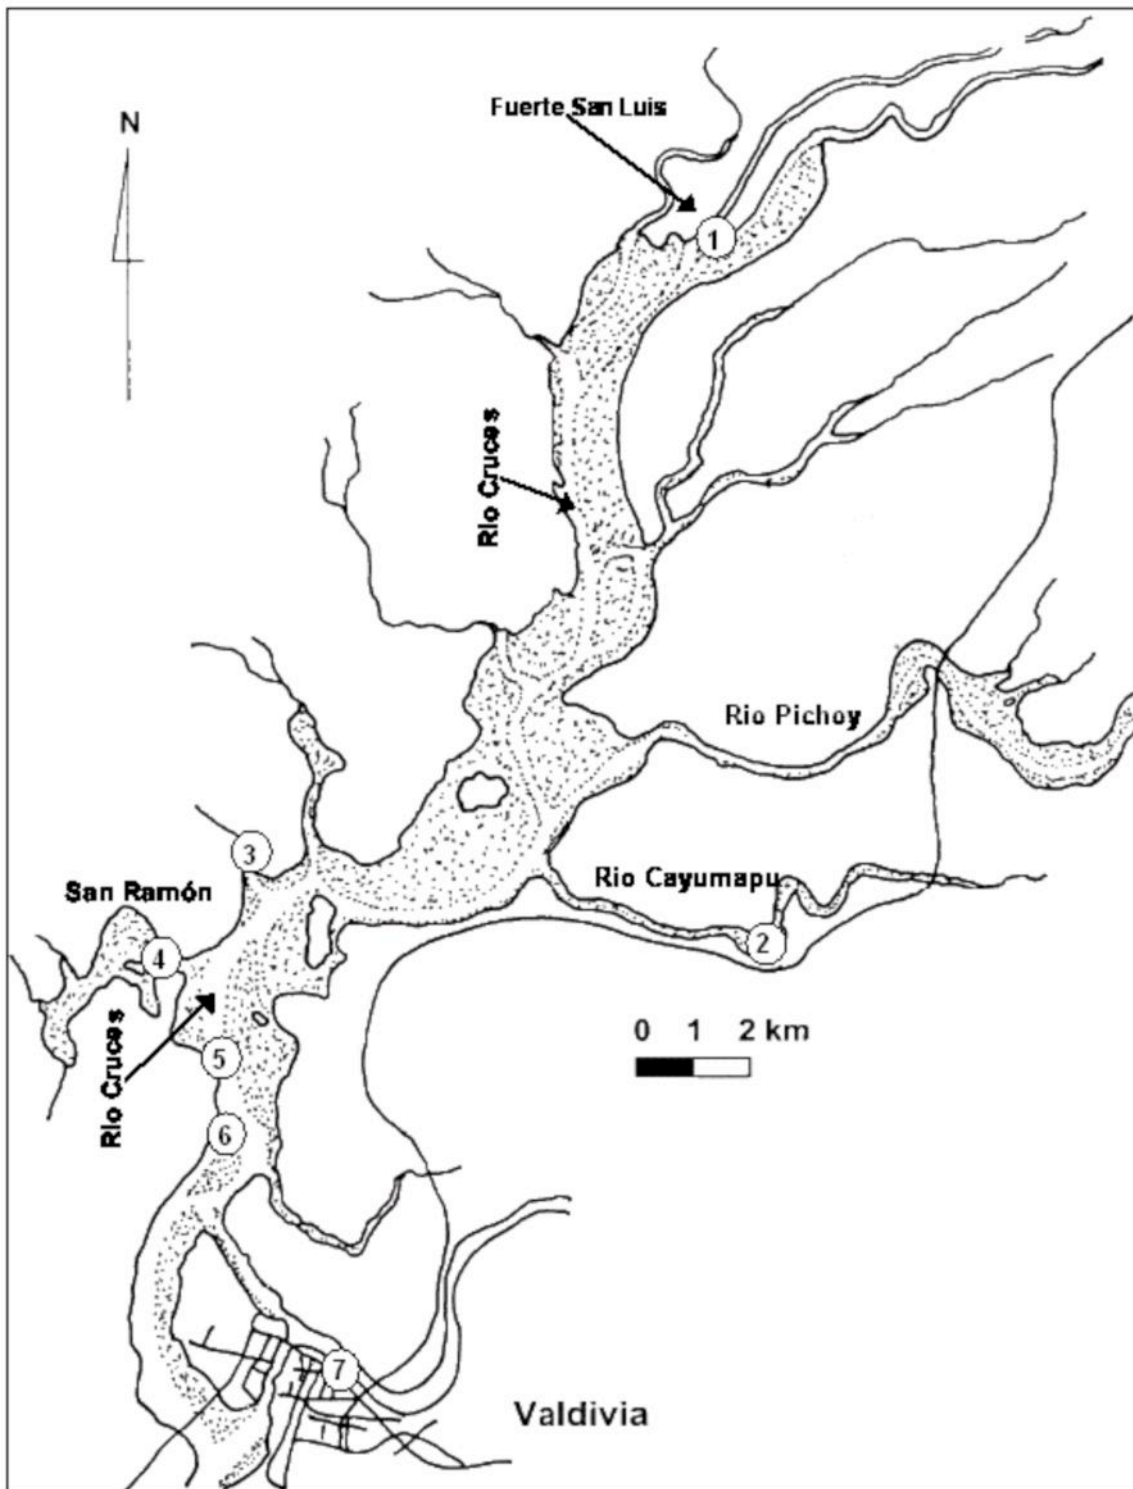 N
Fuerte San Luis
1
Rio Cruces
Rio Pichoy
3
Rio Cayumapu
San Ramón
2
4
Rio Cruces
0 1 2 km
5
6
7
Valdivia